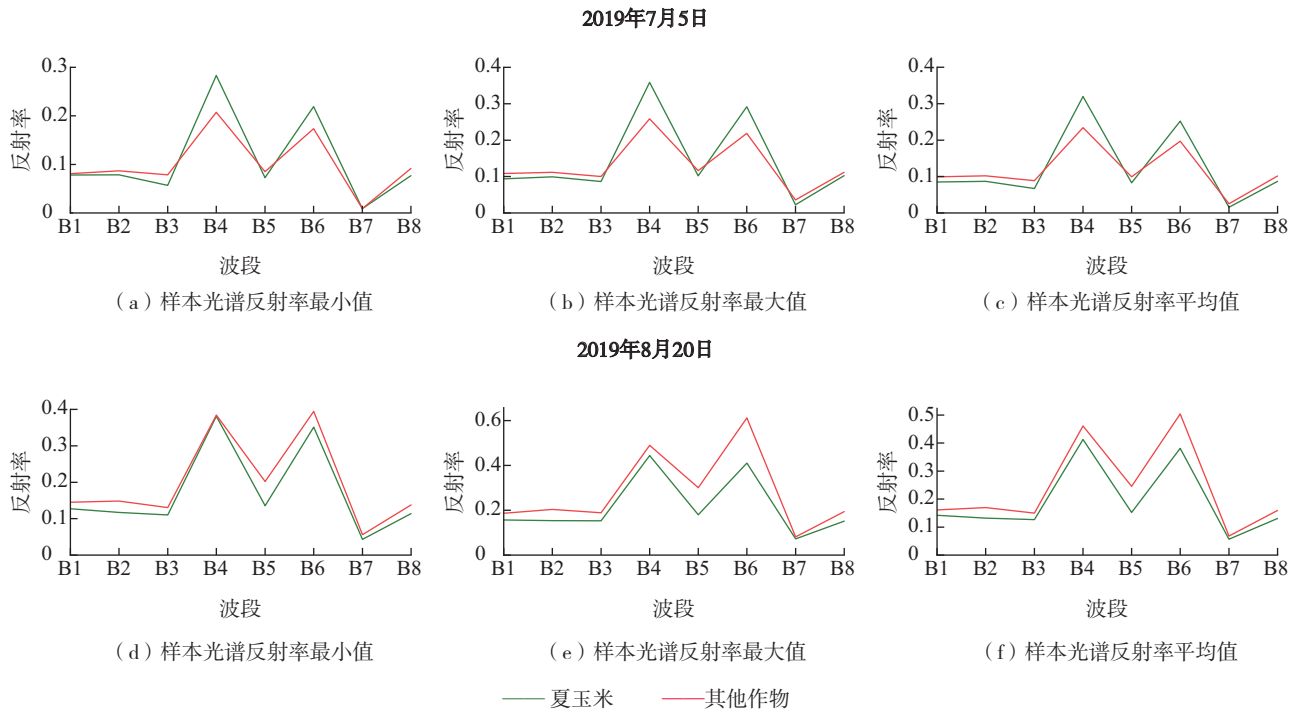 2019年7月5日
0.3
0.2
0.1
0
反射率
B1 B2 B3 B4 B5 B6 B7 B8
波段
（a）样本光谱反射率最小值
0.4
0.3
0.2
0.1
0
反射率
B1 B2 B3 B4 B5 B6 B7 B8
波段
（b）样本光谱反射率最大值
0.4
0.3
0.2
0.1
0
反射率
B1 B2 B3 B4 B5 B6 B7 B8
波段
（c）样本光谱反射率平均值
2019年8月20日
0.4
0.3
0.2
0.1
0
反射率
B1 B2 B3 B4 B5 B6 B7 B8
波段
（d）样本光谱反射率最小值
0.6
0.4
0.2
0
反射率
B1 B2 B3 B4 B5 B6 B7 B8
波段
（e）样本光谱反射率最大值
0.5
0.4
0.3
0.2
0.1
0
反射率
B1 B2 B3 B4 B5 B6 B7 B8
波段
（f）样本光谱反射率平均值
夏玉米 其他作物